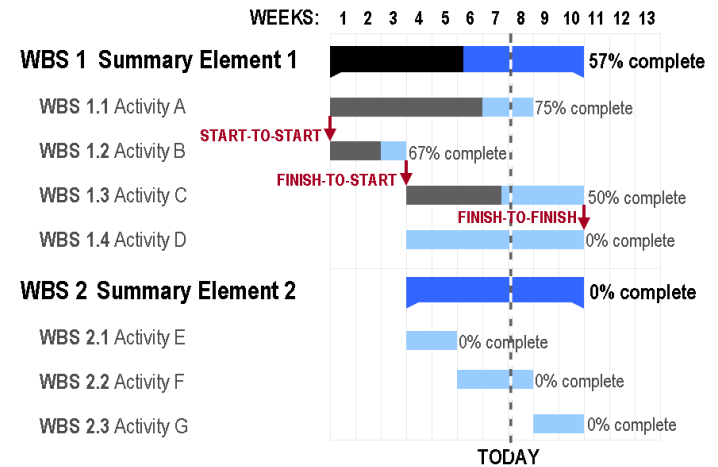 WEEKS: 1 2 3 4 5 6 7 8 9 10 11 12 13
WBS 1 Summary Element 1 57% complete
WBS 1.1 Activity A 75% complete
START-TO-START
WBS 1.2 Activity B 67% complete
FINISH-TO-START
WBS 1.3 Activity C 50% complete
FINISH-TO-FINISH
WBS 1.4 Activity D 0% complete
WBS 2 Summary Element 2 0% complete
WBS 2.1 Activity E 0% complete
WBS 2.2 Activity F 0% complete
WBS 2.3 Activity G 0% complete
TODAY